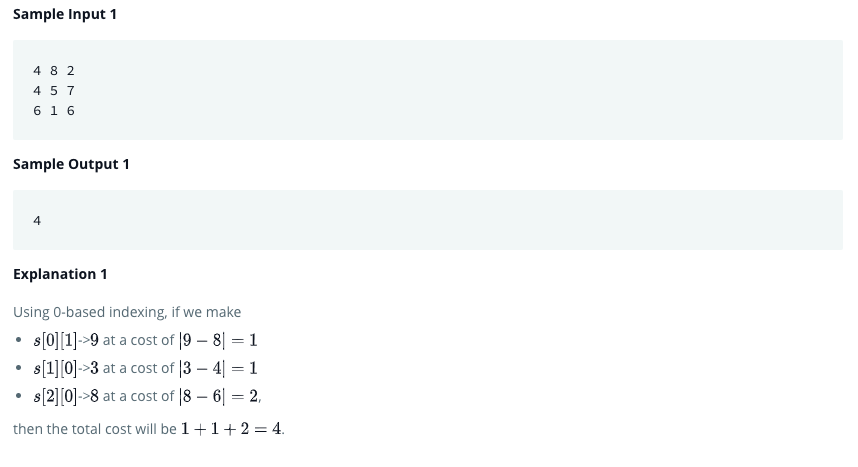 Sample Input 1
4 8 2
4 5 7
6 1 6
Sample Output 1
4
Explanation 1
Using 0-based indexing, if we make
• s[0][1]->9 at a cost of |9 − 8| = 1
• s[1][0]->3 at a cost of |3 − 4| = 1
• s[2][0]->8 at a cost of |8 − 6| = 2,
then the total cost will be 1 + 1 + 2 = 4.